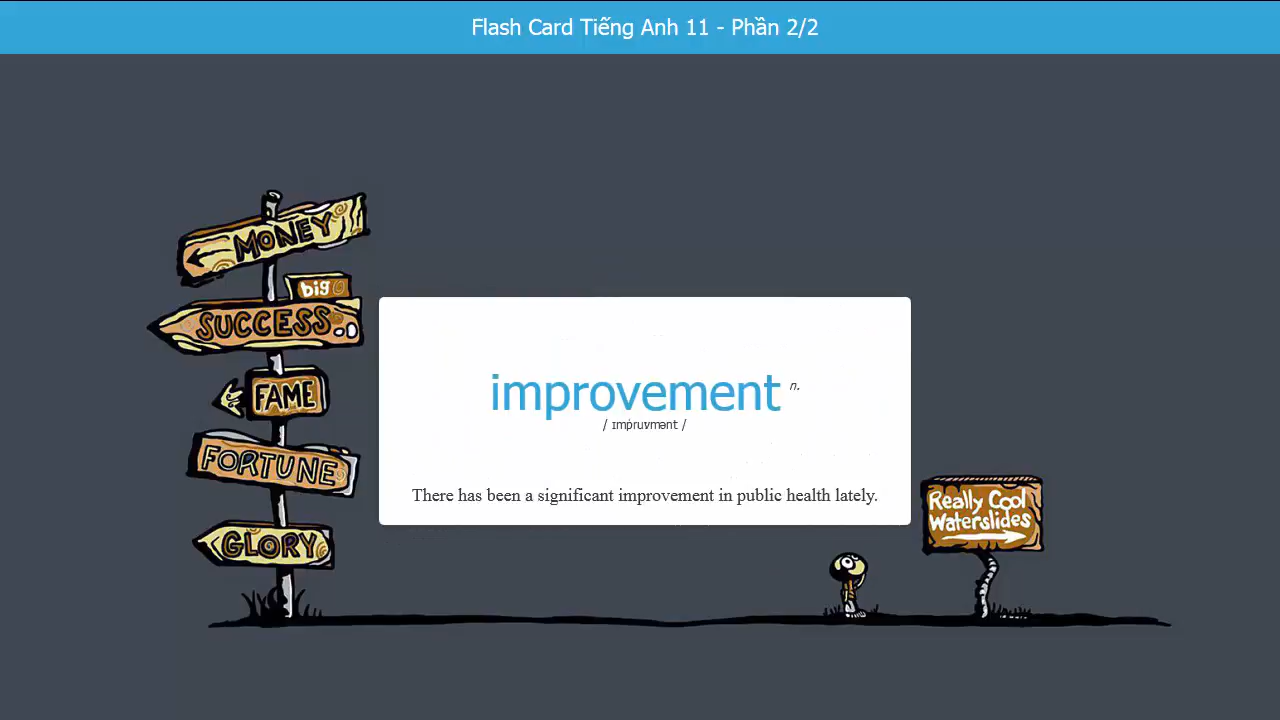 Flash Card Tiếng Anh 11 - Phần 2/2
MONEY
big
SUCCESS
FAME
FORTUNE
GLORY
improvement n.
/ ɪmˈpruvmənt /
There has been a significant improvement in public health lately.
Really Cool
Waterslides